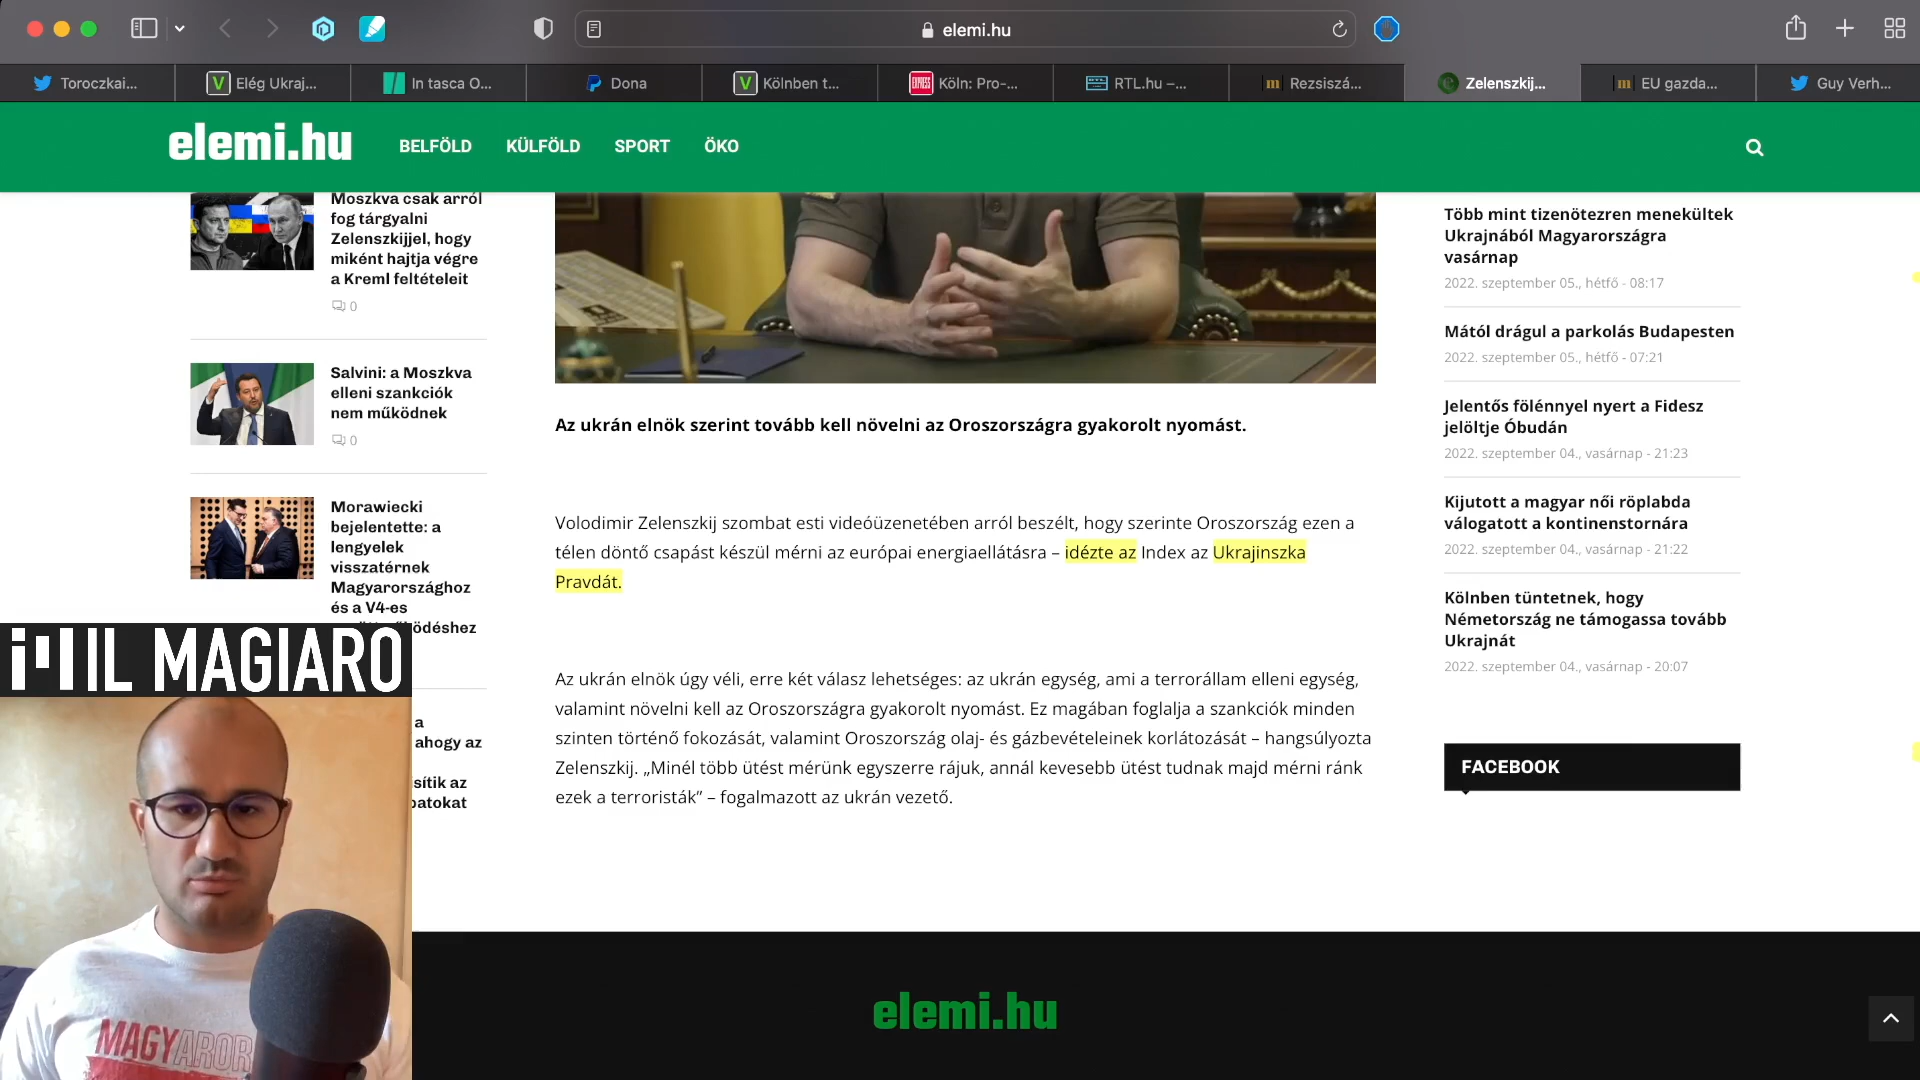 elemi.hu
Toroczkai...
Elég Ukraj...
In tasca O...
Dona
Kölnben t...
Köln: Pro-...
RTL.hu –...
Rezsiszá...
Zelenszkij...
EU gazda...
Guy Verh...
elemi.hu
BELFÖLD
KÜLFÖLD
SPORT
ÖKO
Moszkva csak arról
fog tárgyalni
Zelenszkijjel, hogy
miként hajtja végre
a Kreml feltételeit
0
Salvini: a Moszkva
elleni szankciók
nem működnek
0
Morawiecki
bejelentette: a
lengyelek
visszatérnek
Magyarországhoz
és a V4-es
ödéshez
a
ahogy az
sítik az
patokat
IL MAGIARO
MAGYAROR
Az ukrán elnök szerint tovább kell növelni az Oroszországra gyakorolt nyomást.
Volodimir Zelenszkij szombat esti videóüzenetében arról beszélt, hogy szerinte Oroszország ezen a
télen döntő csapást készül mérni az európai energiaellátásra – idézte az Index az Ukrajinszka
Pravdát.
Az ukrán elnök úgy véli, erre két válasz lehetséges: az ukrán egység, ami a terrorállam elleni egység,
valamint növelni kell az Oroszországra gyakorolt nyomást. Ez magában foglalja a szankciók minden
szinten történő fokozását, valamint Oroszország olaj- és gázbevételeinek korlátozását – hangsúlyozta
Zelenszkij. „Minél több ütést mérünk egyszerre rájuk, annál kevesebb ütést tudnak majd mérni ránk
ezek a terroristák” – fogalmazott az ukrán vezető.
Több mint tizenötezren menekültek
Ukrajnából Magyarországra
vasárnap
2022. szeptember 05., hétfő - 08:17
Mától drágul a parkolás Budapesten
2022. szeptember 05., hétfő - 07:21
Jelentős fölénnyel nyert a Fidesz
jelöltje Óbudán
2022. szeptember 04., vasárnap - 21:23
Kijutott a magyar női röplabda
válogatott a kontinenstornára
2022. szeptember 04., vasárnap - 21:22
Kölnben tüntetnek, hogy
Németország ne támogassa tovább
Ukrajnát
2022. szeptember 04., vasárnap - 20:07
FACEBOOK
elemi.hu